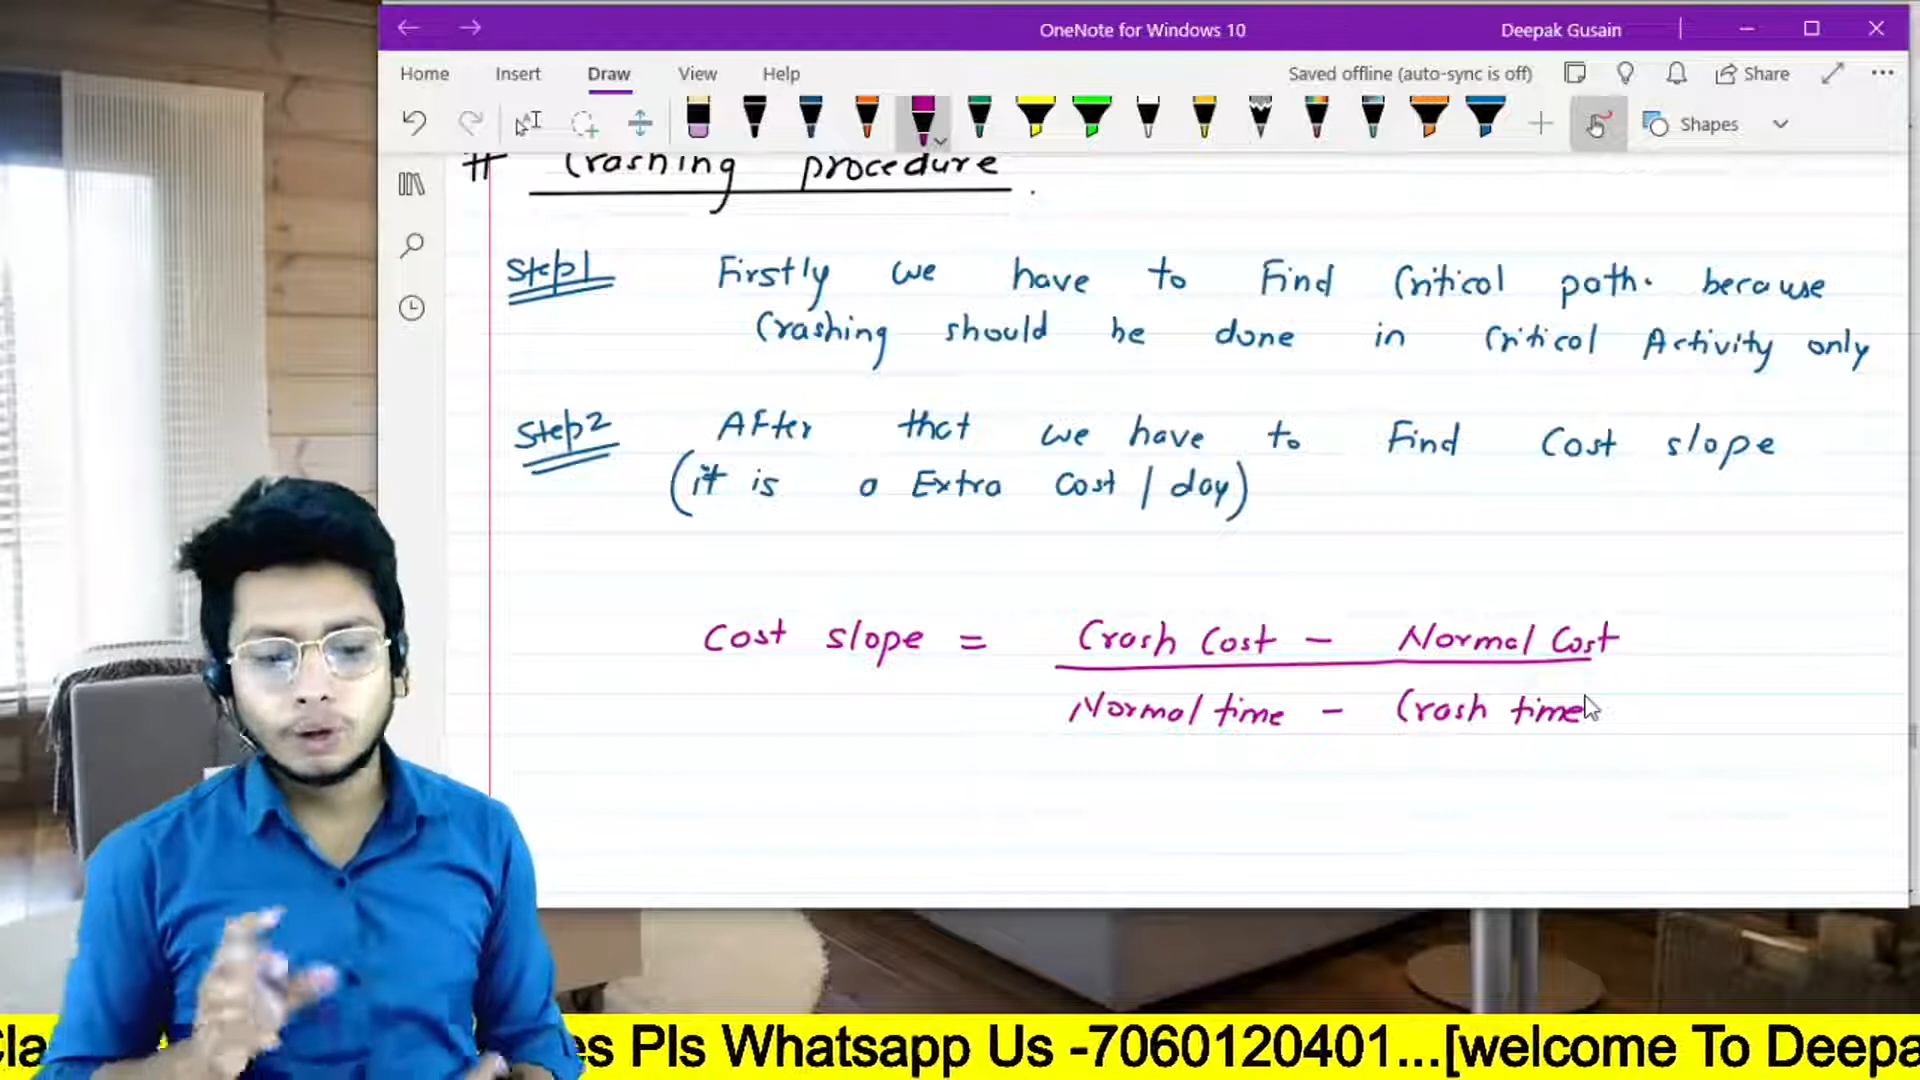 OneNote for Windows 10
Deepak Gusain
Home Insert Draw View Help
Saved offline (auto-sync is off)
Share
Shapes
# Crashing procedure.
Step1 Firstly we have to Find Critical path. because
Crashing should be done in Critical Activity only
Step2 After that we have to Find Cost slope
(it is a Extra Cost / day)
Cost slope = Crash Cost - Normal Cost
Normal time - Crash time
es Pls Whatsapp Us -7060120401...[welcome To Deepa